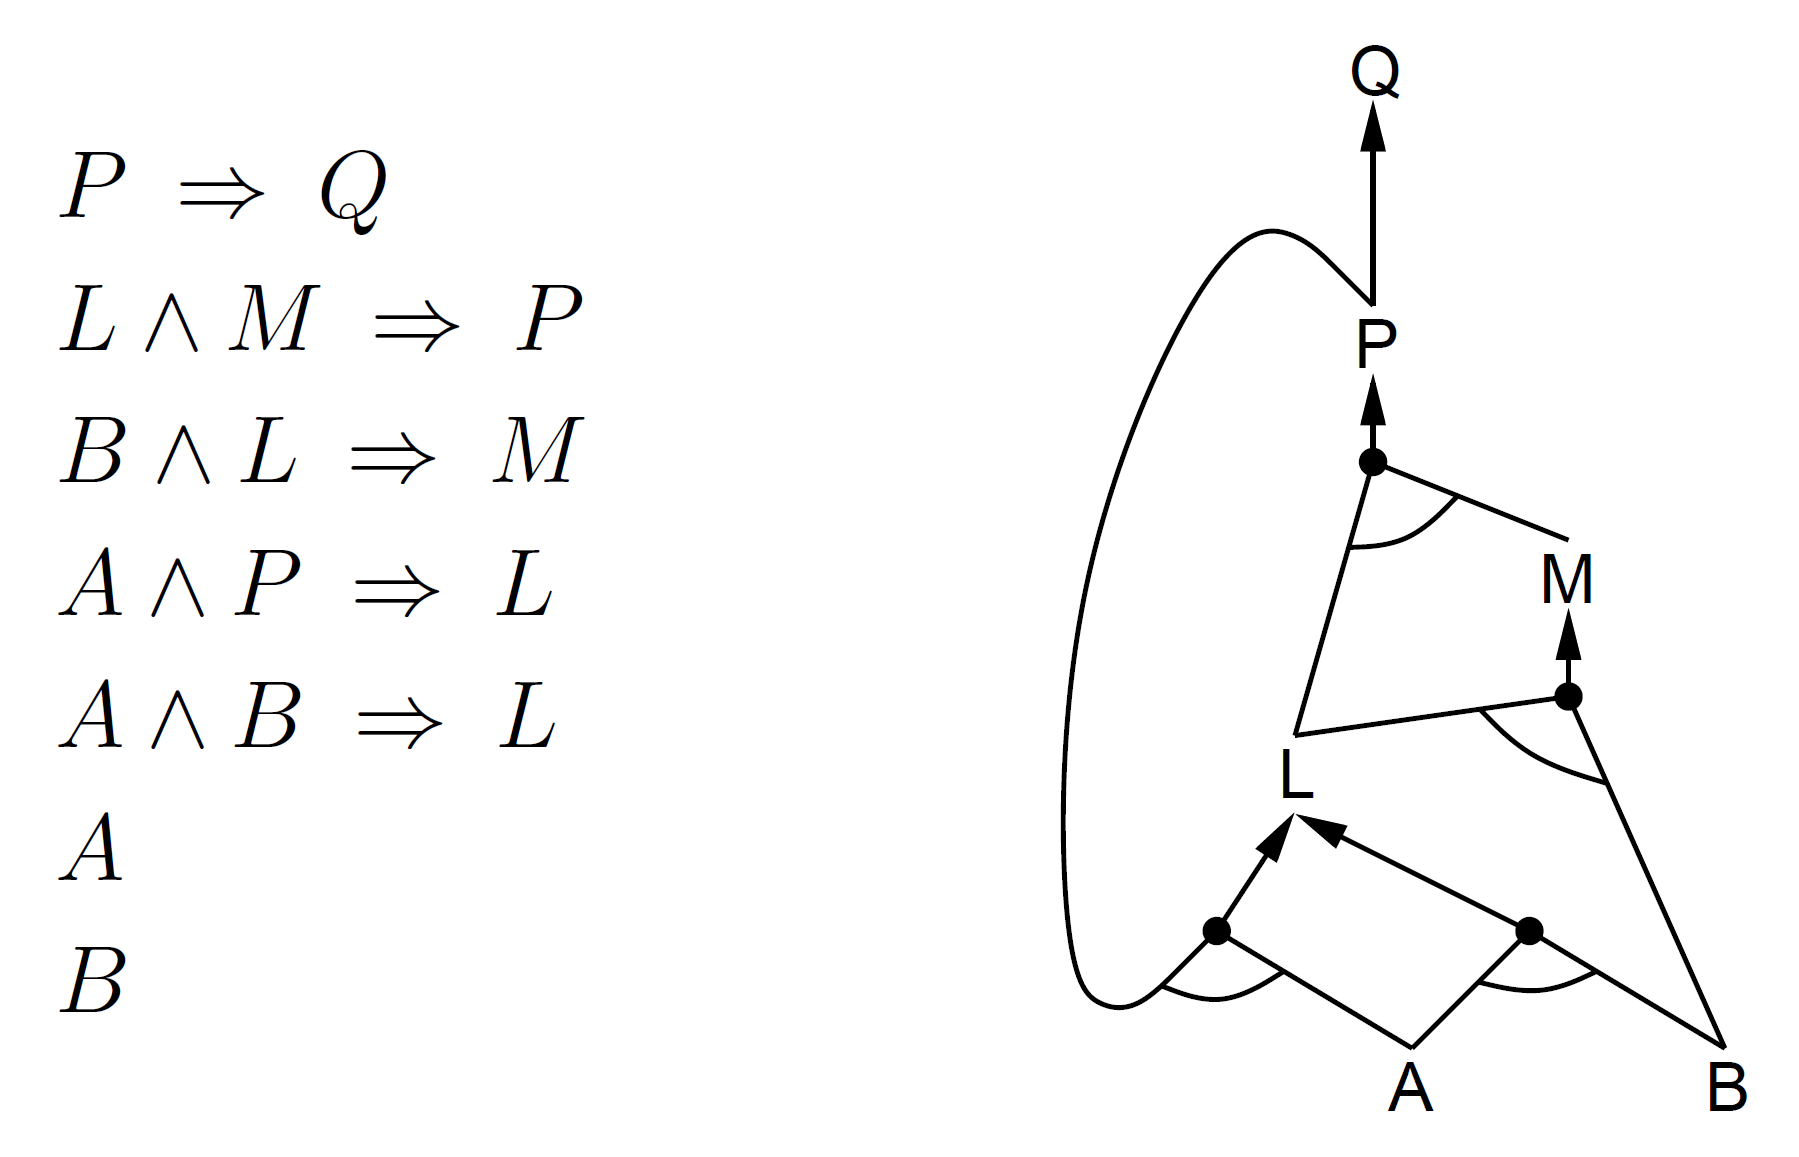 P ⇒ Q
L ∧ M ⇒ P
B ∧ L ⇒ M
A ∧ P ⇒ L
A ∧ B ⇒ L
A
B
Q
P
M
L
A
B